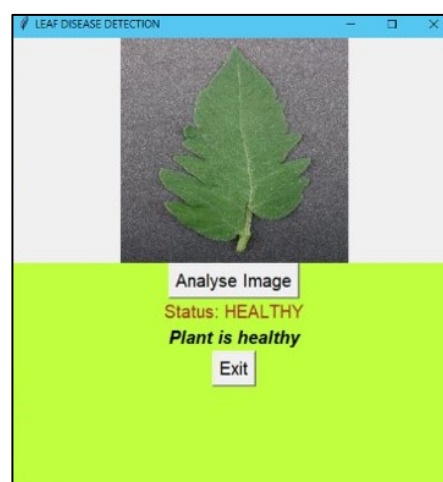 LEAF DISEASE DETECTION
Analyse Image
Status: HEALTHY
Plant is healthy
Exit